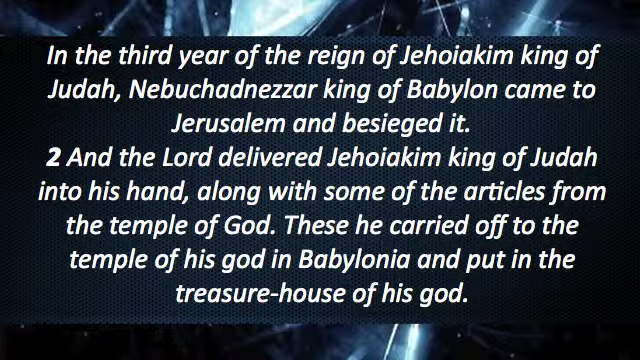 In the third year of the reign of Jehoiakim king of
Judah, Nebuchadnezzar king of Babylon came to
Jerusalem and besieged it.
2 And the Lord delivered Jehoiakim king of Judah
into his hand, along with some of the articles from
the temple of God. These he carried off to the
temple of his god in Babylonia and put in the
treasure-house of his god.